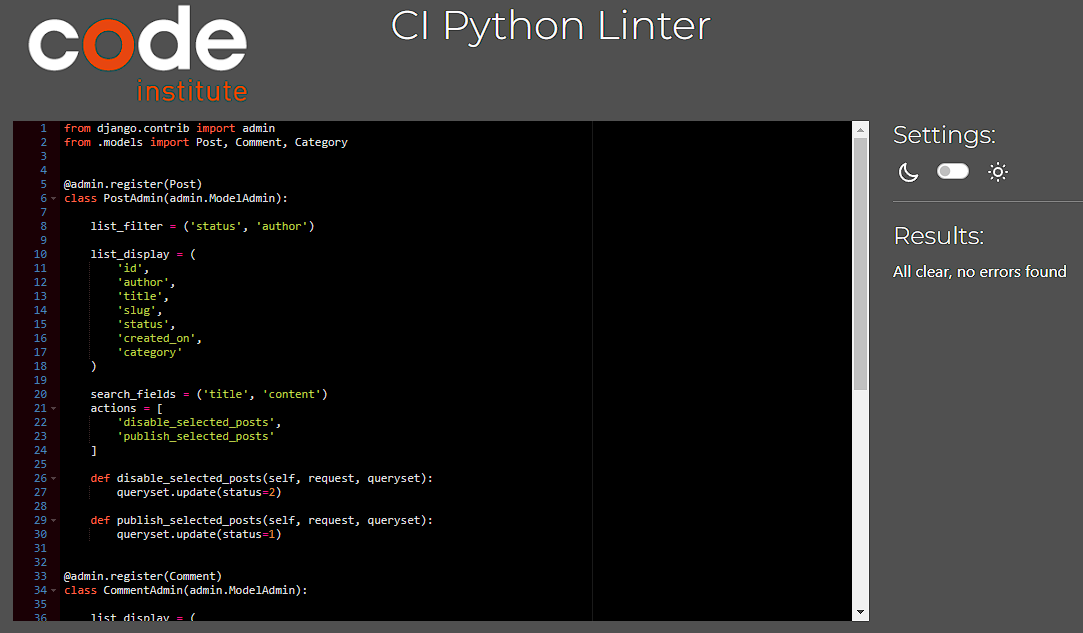 code
institute
CI Python Linter
1 from django.contrib import admin
2 from .models import Post, Comment, Category
3
4
5 @admin.register(Post)
6 class PostAdmin(admin.ModelAdmin):
7
8     list_filter = ('status', 'author')
9
10     list_display = (
11         'id',
12         'author',
13         'title',
14         'slug',
15         'status',
16         'created_on',
17         'category'
18     )
19
20     search_fields = ('title', 'content')
21     actions = [
22         'disable_selected_posts',
23         'publish_selected_posts'
24     ]
25
26     def disable_selected_posts(self, request, queryset):
27         queryset.update(status=2)
28
29     def publish_selected_posts(self, request, queryset):
30         queryset.update(status=1)
31
32
33 @admin.register(Comment)
34 class CommentAdmin(admin.ModelAdmin):
35
36     list_display = (
Settings:
Results:
All clear, no errors found